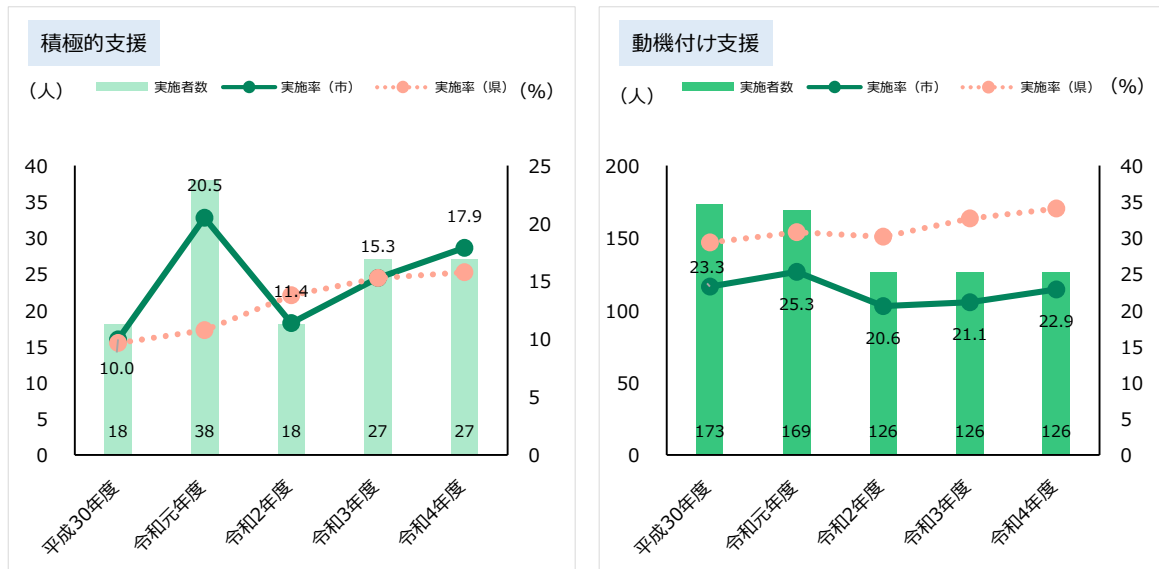 積極的支援
（人）
実施者数
実施率（市）
実施率（県）
（%）
40
35
30
25
20
15
10
5
0
25
20
15
10
5
0
10.0
20.5
11.4
15.3
17.9
18
38
18
27
27
平成30年度
令和元年度
令和2年度
令和3年度
令和4年度
動機付け支援
（人）
実施者数
実施率（市）
実施率（県）
（%）
200
150
100
50
0
40
35
30
25
20
15
10
5
0
23.3
25.3
20.6
21.1
22.9
173
169
126
126
126
平成30年度
令和元年度
令和2年度
令和3年度
令和4年度